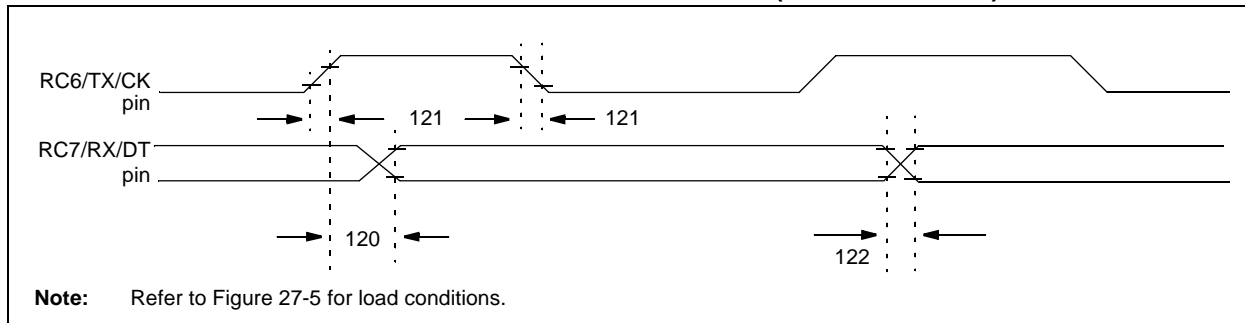 RC6/TX/CK
pin
121
121
RC7/RX/DT
pin
120
122
Note: Refer to Figure 27-5 for load conditions.